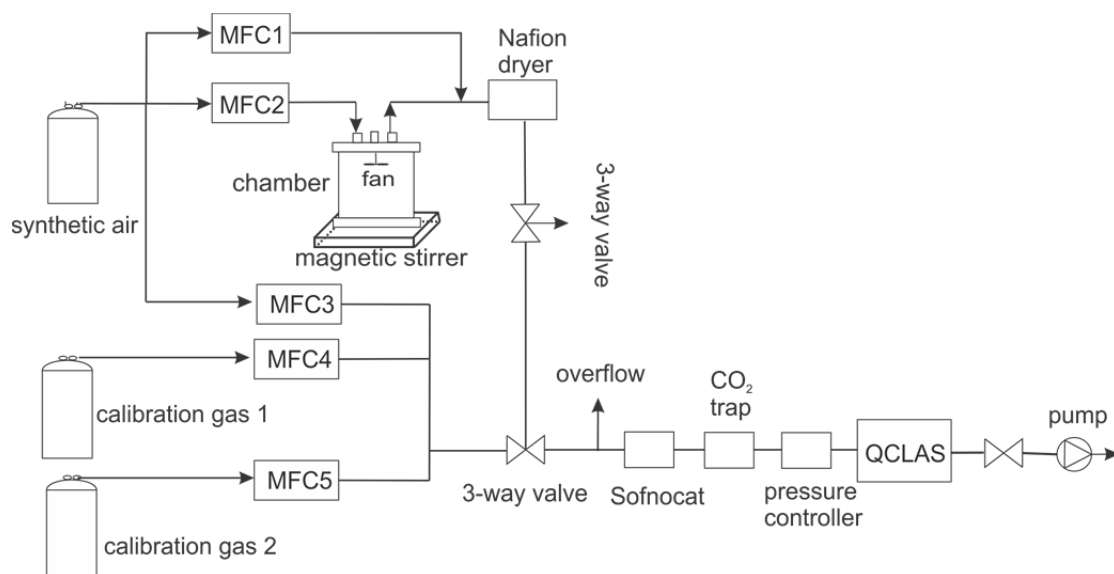 MFC1
Nafion
dryer
MFC2
chamber
fan
synthetic air
magnetic stirrer
3-way
valve
MFC3
MFC4
calibration gas 1
overflow
CO₂
trap
pump
MFC5
QCLAS
3-way valve
Sofnocat
pressure
controller
calibration gas 2